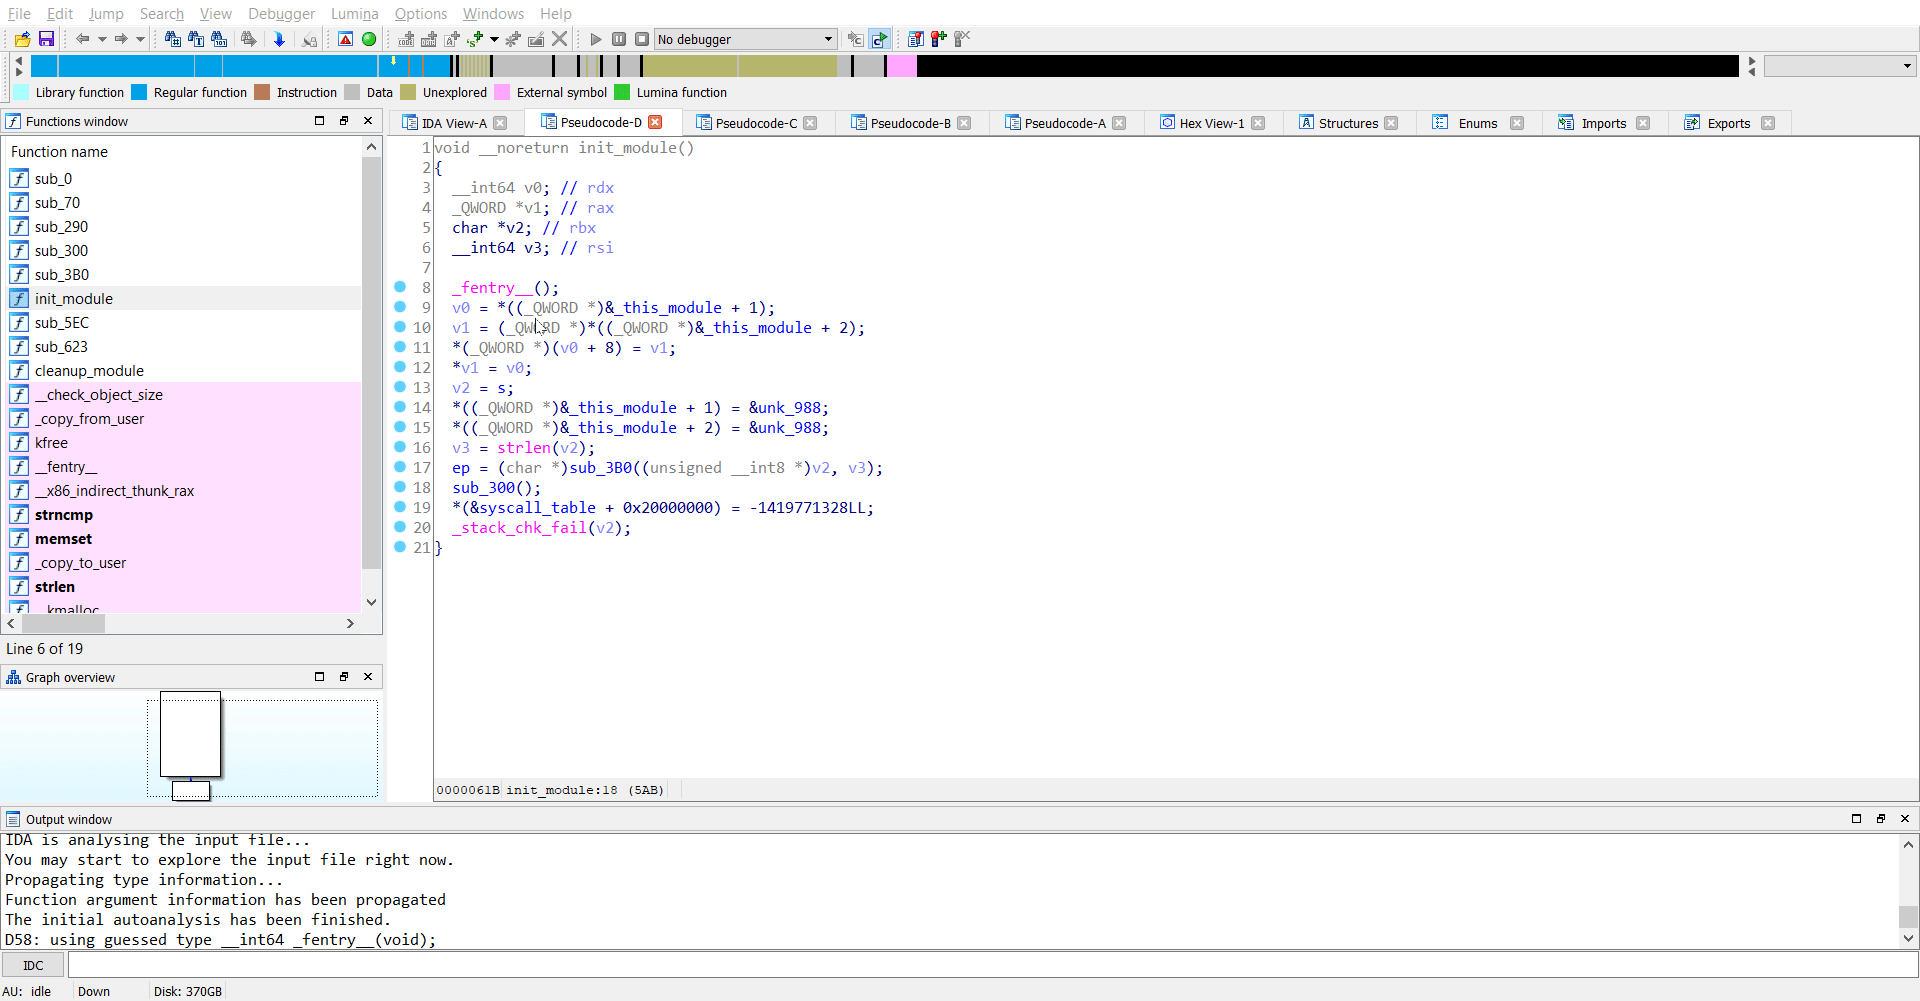 File Edit Jump Search View Debugger Lumina Options Windows Help
No debugger
Library function Regular function Instruction Data Unexplored External symbol Lumina function
Functions window
IDA View-A Pseudocode-D Pseudocode-C Pseudocode-B Pseudocode-A Hex View-1 Structures Enums Imports Exports
Function name
sub_0
sub_70
sub_290
sub_300
sub_3B0
init_module
sub_5EC
sub_623
cleanup_module
__check_object_size
_copy_from_user
kfree
__fentry__
__x86_indirect_thunk_rax
strncmp
memset
_copy_to_user
strlen
__kmalloc
Line 6 of 19
Graph overview
1 void __noreturn init_module()
2 {
3 __int64 v0; // rdx
4 _QWORD *v1; // rax
5 char *v2; // rbx
6 __int64 v3; // rsi
7
8 _fentry__();
9 v0 = *((_QWORD *)&_this_module + 1);
10 v1 = (_QWORD *)*((_QWORD *)&_this_module + 2);
11 *(_QWORD *)(v0 + 8) = v1;
12 *v1 = v0;
13 v2 = s;
14 *((_QWORD *)&_this_module + 1) = &unk_988;
15 *((_QWORD *)&_this_module + 2) = &unk_988;
16 v3 = strlen(v2);
17 ep = (char *)sub_3B0((unsigned __int8 *)v2, v3);
18 sub_300();
19 *(&syscall_table + 0x20000000) = -1419771328LL;
20 _stack_chk_fail(v2);
21 }
0000061B init_module:18 (5AB)
Output window
IDA is analysing the input file...
You may start to explore the input file right now.
Propagating type information...
Function argument information has been propagated
The initial autoanalysis has been finished.
D58: using guessed type __int64 _fentry__(void);
IDC
AU: idle Down Disk: 370GB